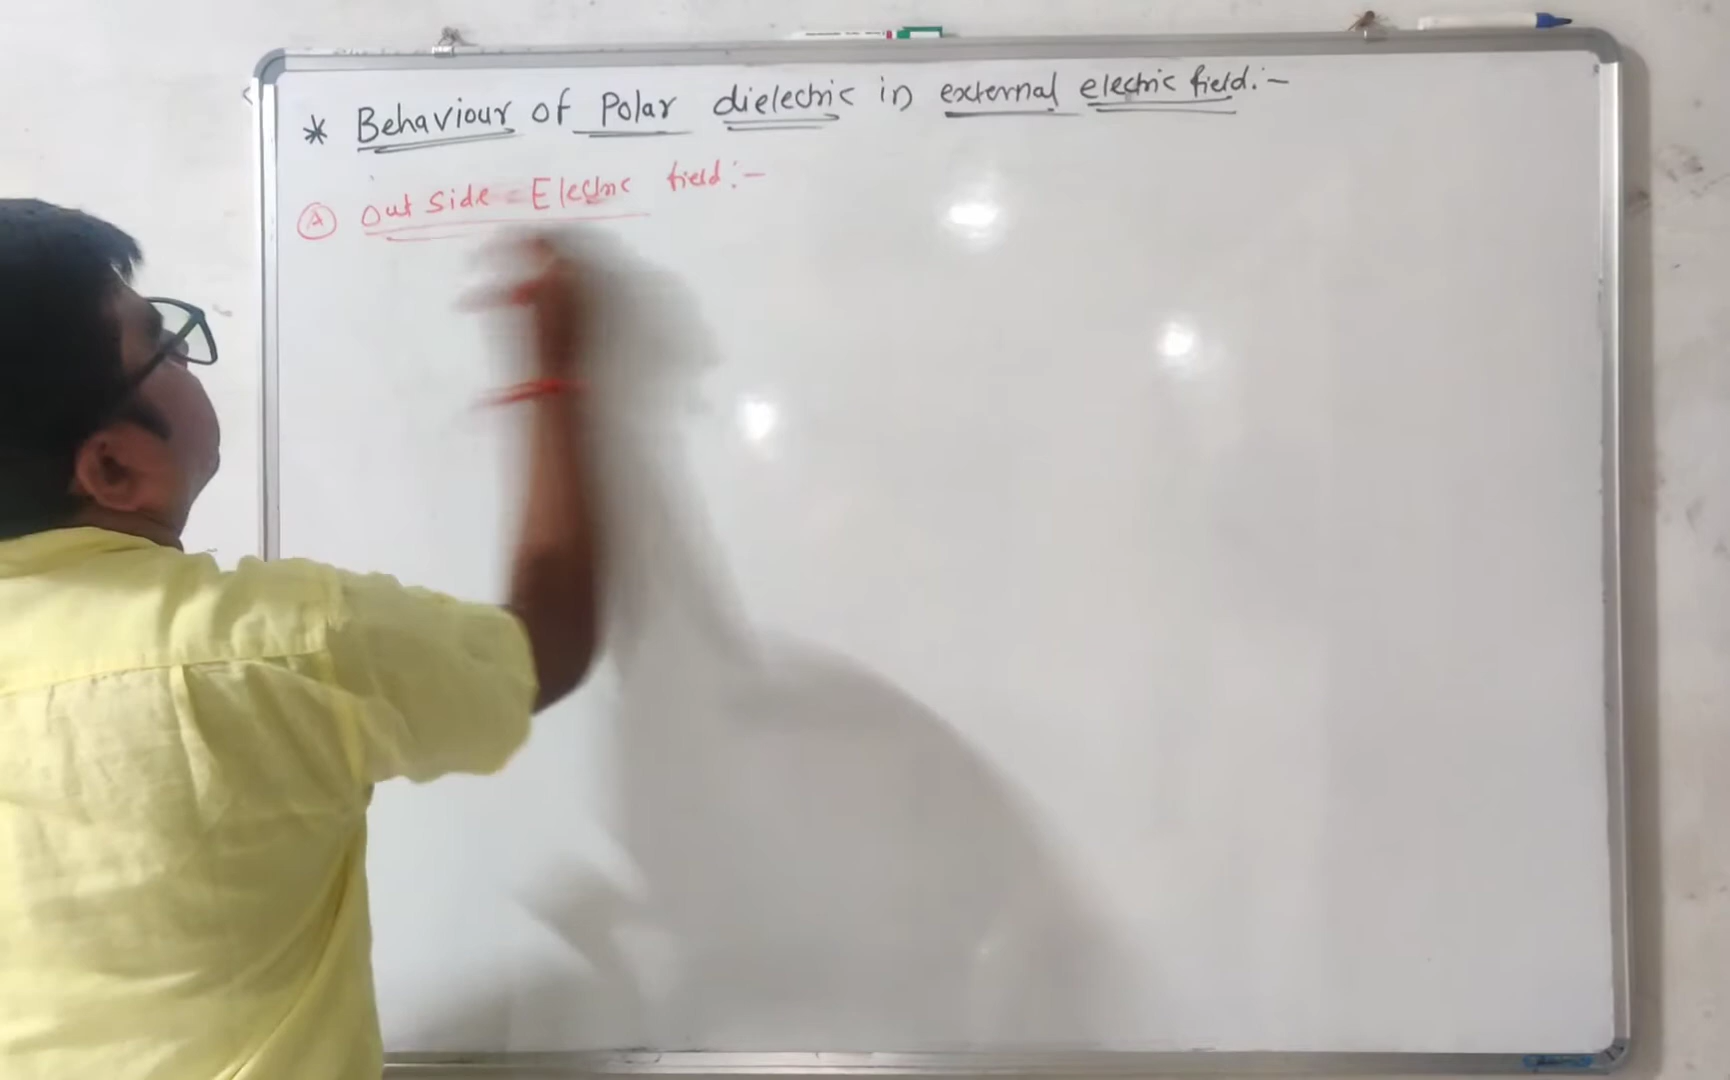 * Behaviour of Polar dielectric in external electric field:-
Ⓐ Out side Electric field:-